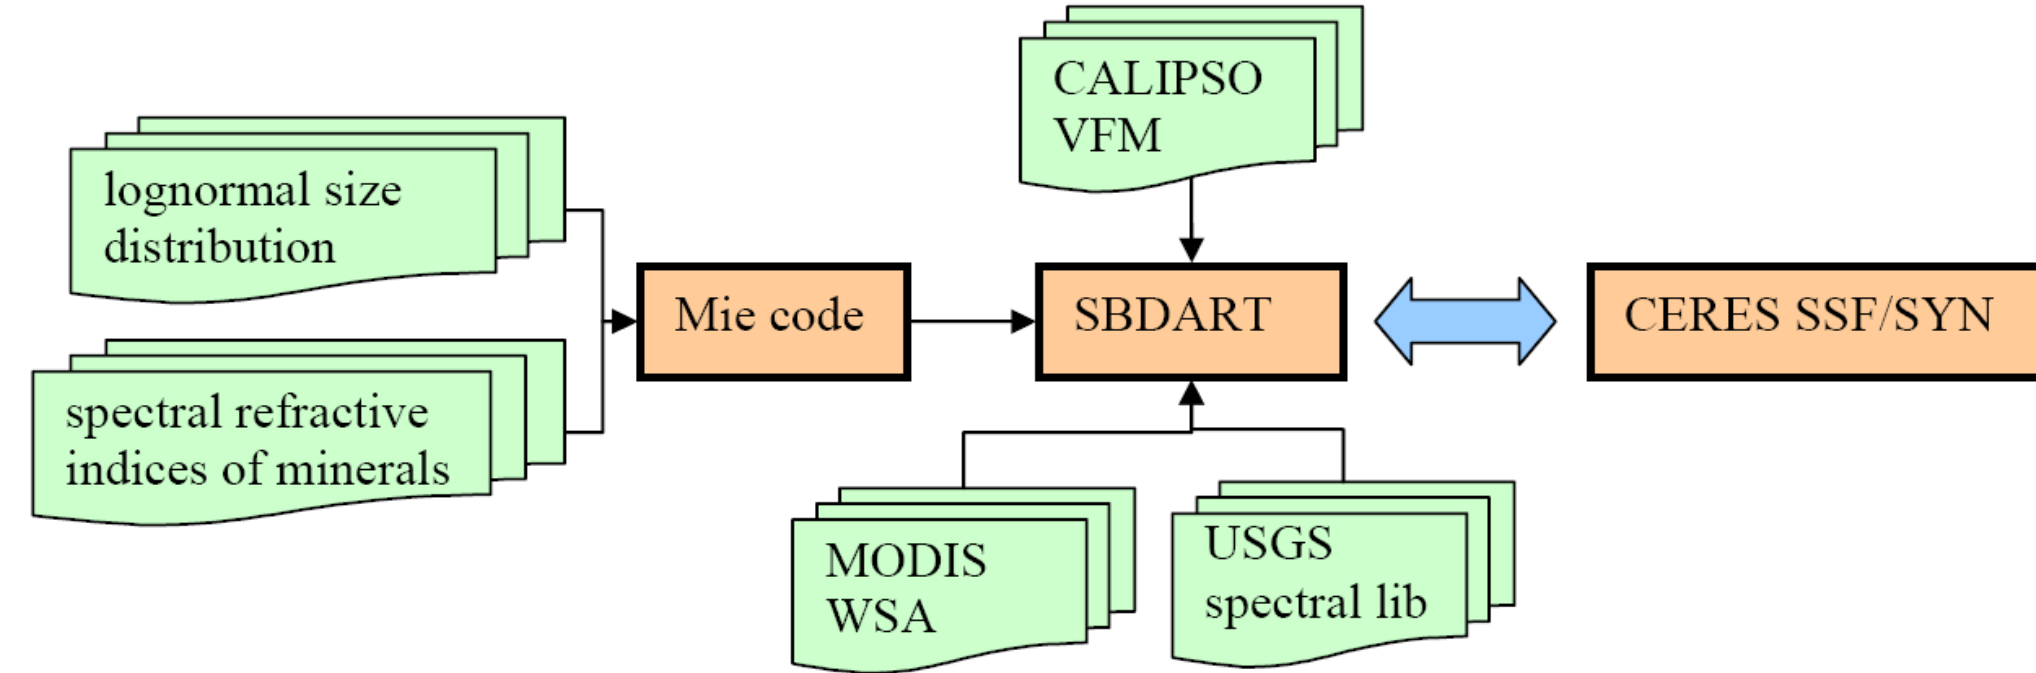 CALIPSO
VFM
lognormal size
distribution
Mie code
SBDART
CERES SSF/SYN
spectral refractive
indices of minerals
MODIS
WSA
USGS
spectral lib